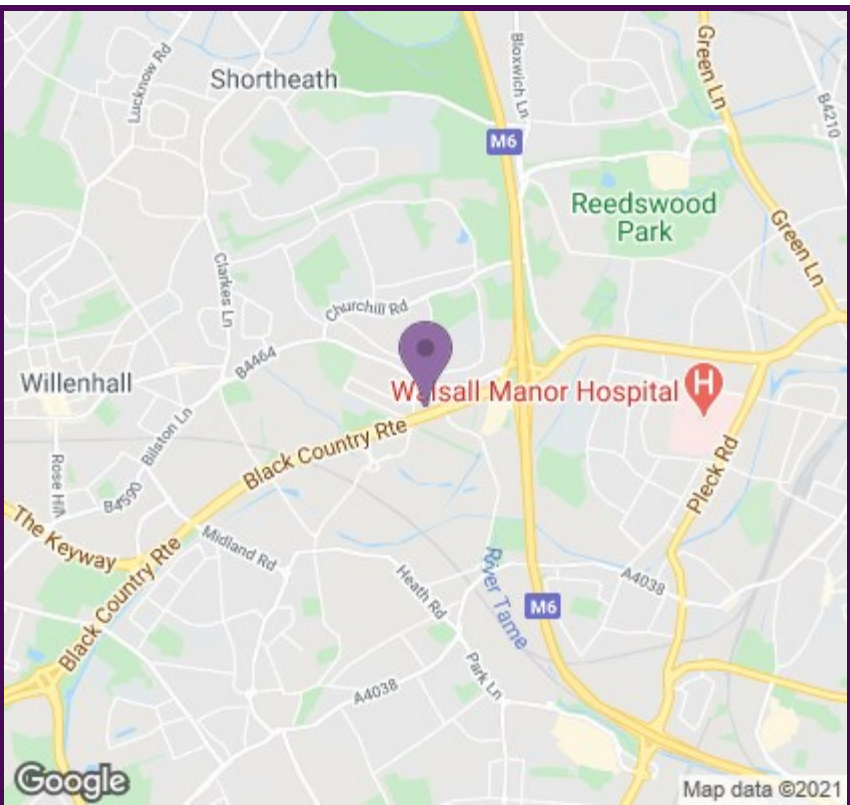 Lucknow Rd
Shortheath
Bloxwich Ln
Green Ln
B4210
M6
Reedswood
Park
Green Ln
Clarkes Ln
Churchill Rd
B4464
Willenhall
Walsall Manor Hospital
H
Bilston Ln
Black Country Rte
Rose Hill
B4590
Pleck Rd
The Keyway
Midland Rd
Black Country Rte
Heath Rd
River Tame
A4038
M6
Park Ln
A4038
Google
Map data ©2021